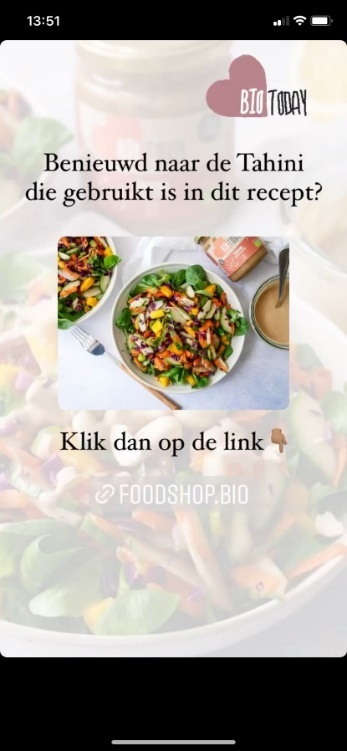 13:51
BIO TODAY
Benieuwd naar de Tahini
die gebruikt is in dit recept?
Klik dan op de link👇🏾
FOODSHOP.BIO